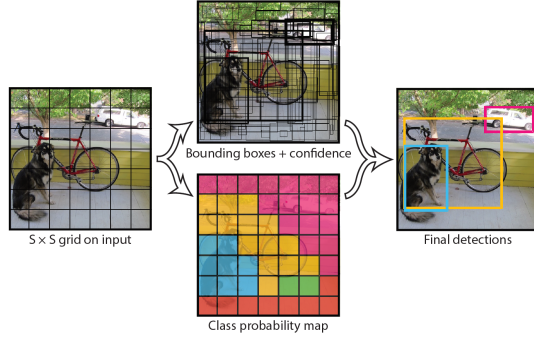 Bounding boxes + confidence
S × S grid on input
Final detections
Class probability map